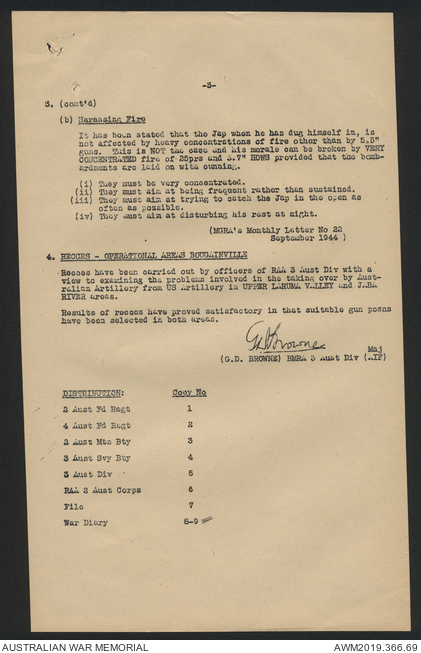 -3-
3. (cont'd)
(b) Harassing Fire
It has been stated that the Jap when he has dug himself in, is
not affected by heavy concentrations of fire other than by 5.5"
guns. This is NOT the case and his morale can be broken by VERY
CONCENTRATED fire of 25prs and 3.7" HOWS provided that the bomb-
ardments are laid on with cunning.
(i) They must be very concentrated.
(ii) They must aim at being frequent rather than sustained.
(iii) They must aim at trying to catch the Jap in the open as
often as possible.
(iv) They must aim at disturbing his rest at night.
(MGRA's Monthly Letter No 22
September 1944 )
4. RECCES - OPERATIONAL AREAS BOUGAINVILLE
Recces have been carried out by officers of RAA 3 Aust Div with a
view to examining the problems involved in the taking over by Aust-
ralian Artillery from US Artillery in UPPER LARUMA VALLEY and JABA
RIVER areas.
Results of recces have proved satisfactory in that suitable gun posns
have been selected in both areas.
G D Browne Maj
(G.D. BROWNE) BMRA 3 Aust Div (AIF)
DISTRIBUTION: Copy No
2 Aust Fd Regt 1
4 Aust Fd Regt 2
2 Aust Mtn Bty 3
3 Aust Svy Bty 4
3 Aust Div 5
RAA 2 Aust Corps 6
File 7
War Diary 8-9
AUSTRALIAN WAR MEMORIAL AWM2019.366.69